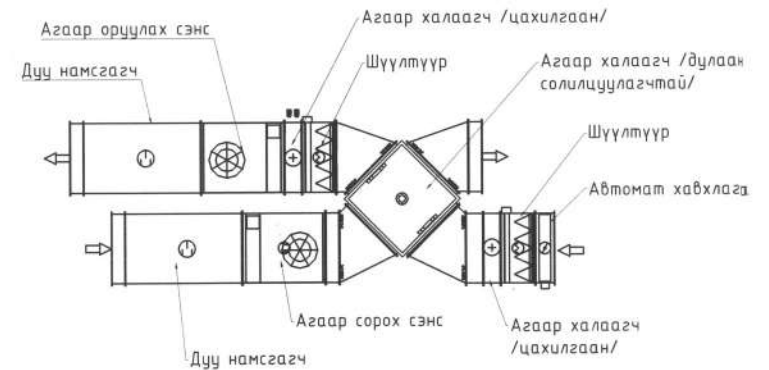 Агаар халаагч /цахилгаан/
Агаар оруулах сэнс
Шүүлтүүр
Дуу намсгагч
Агаар халаагч /дулаан
солилцуулагчтай/
Шүүлтүүр
Автомат хавхлага
Агаар сорох сэнс
Дуу намсгагч
Агаар халаагч
/цахилгаан/